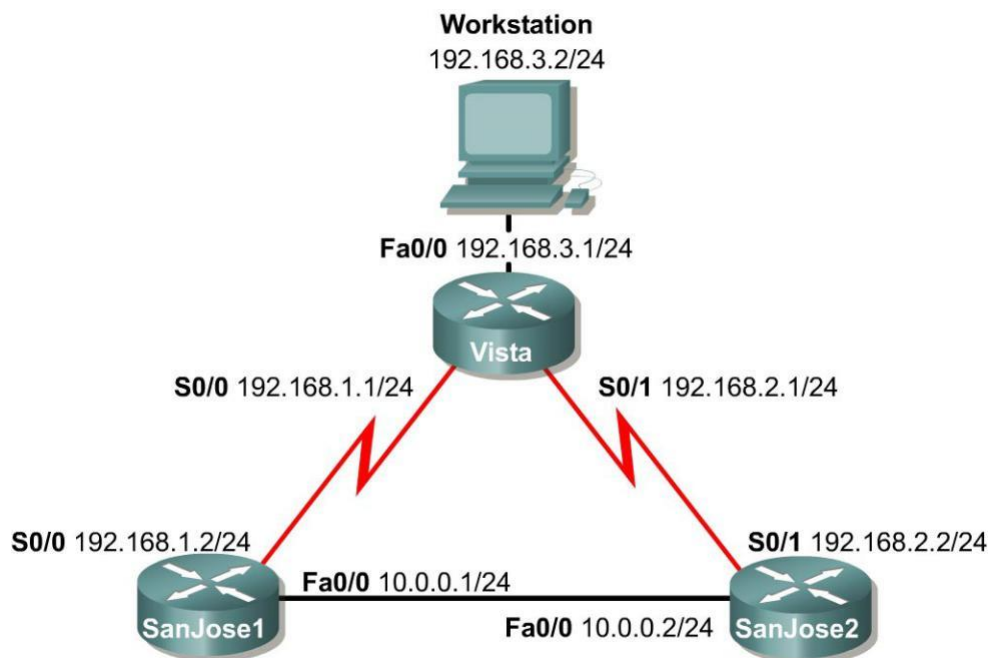 Workstation
192.168.3.2/24
Fa0/0 192.168.3.1/24
Vista
S0/0 192.168.1.1/24
S0/1 192.168.2.1/24
S0/0 192.168.1.2/24
S0/1 192.168.2.2/24
Fa0/0 10.0.0.1/24
SanJose1
Fa0/0 10.0.0.2/24
SanJose2